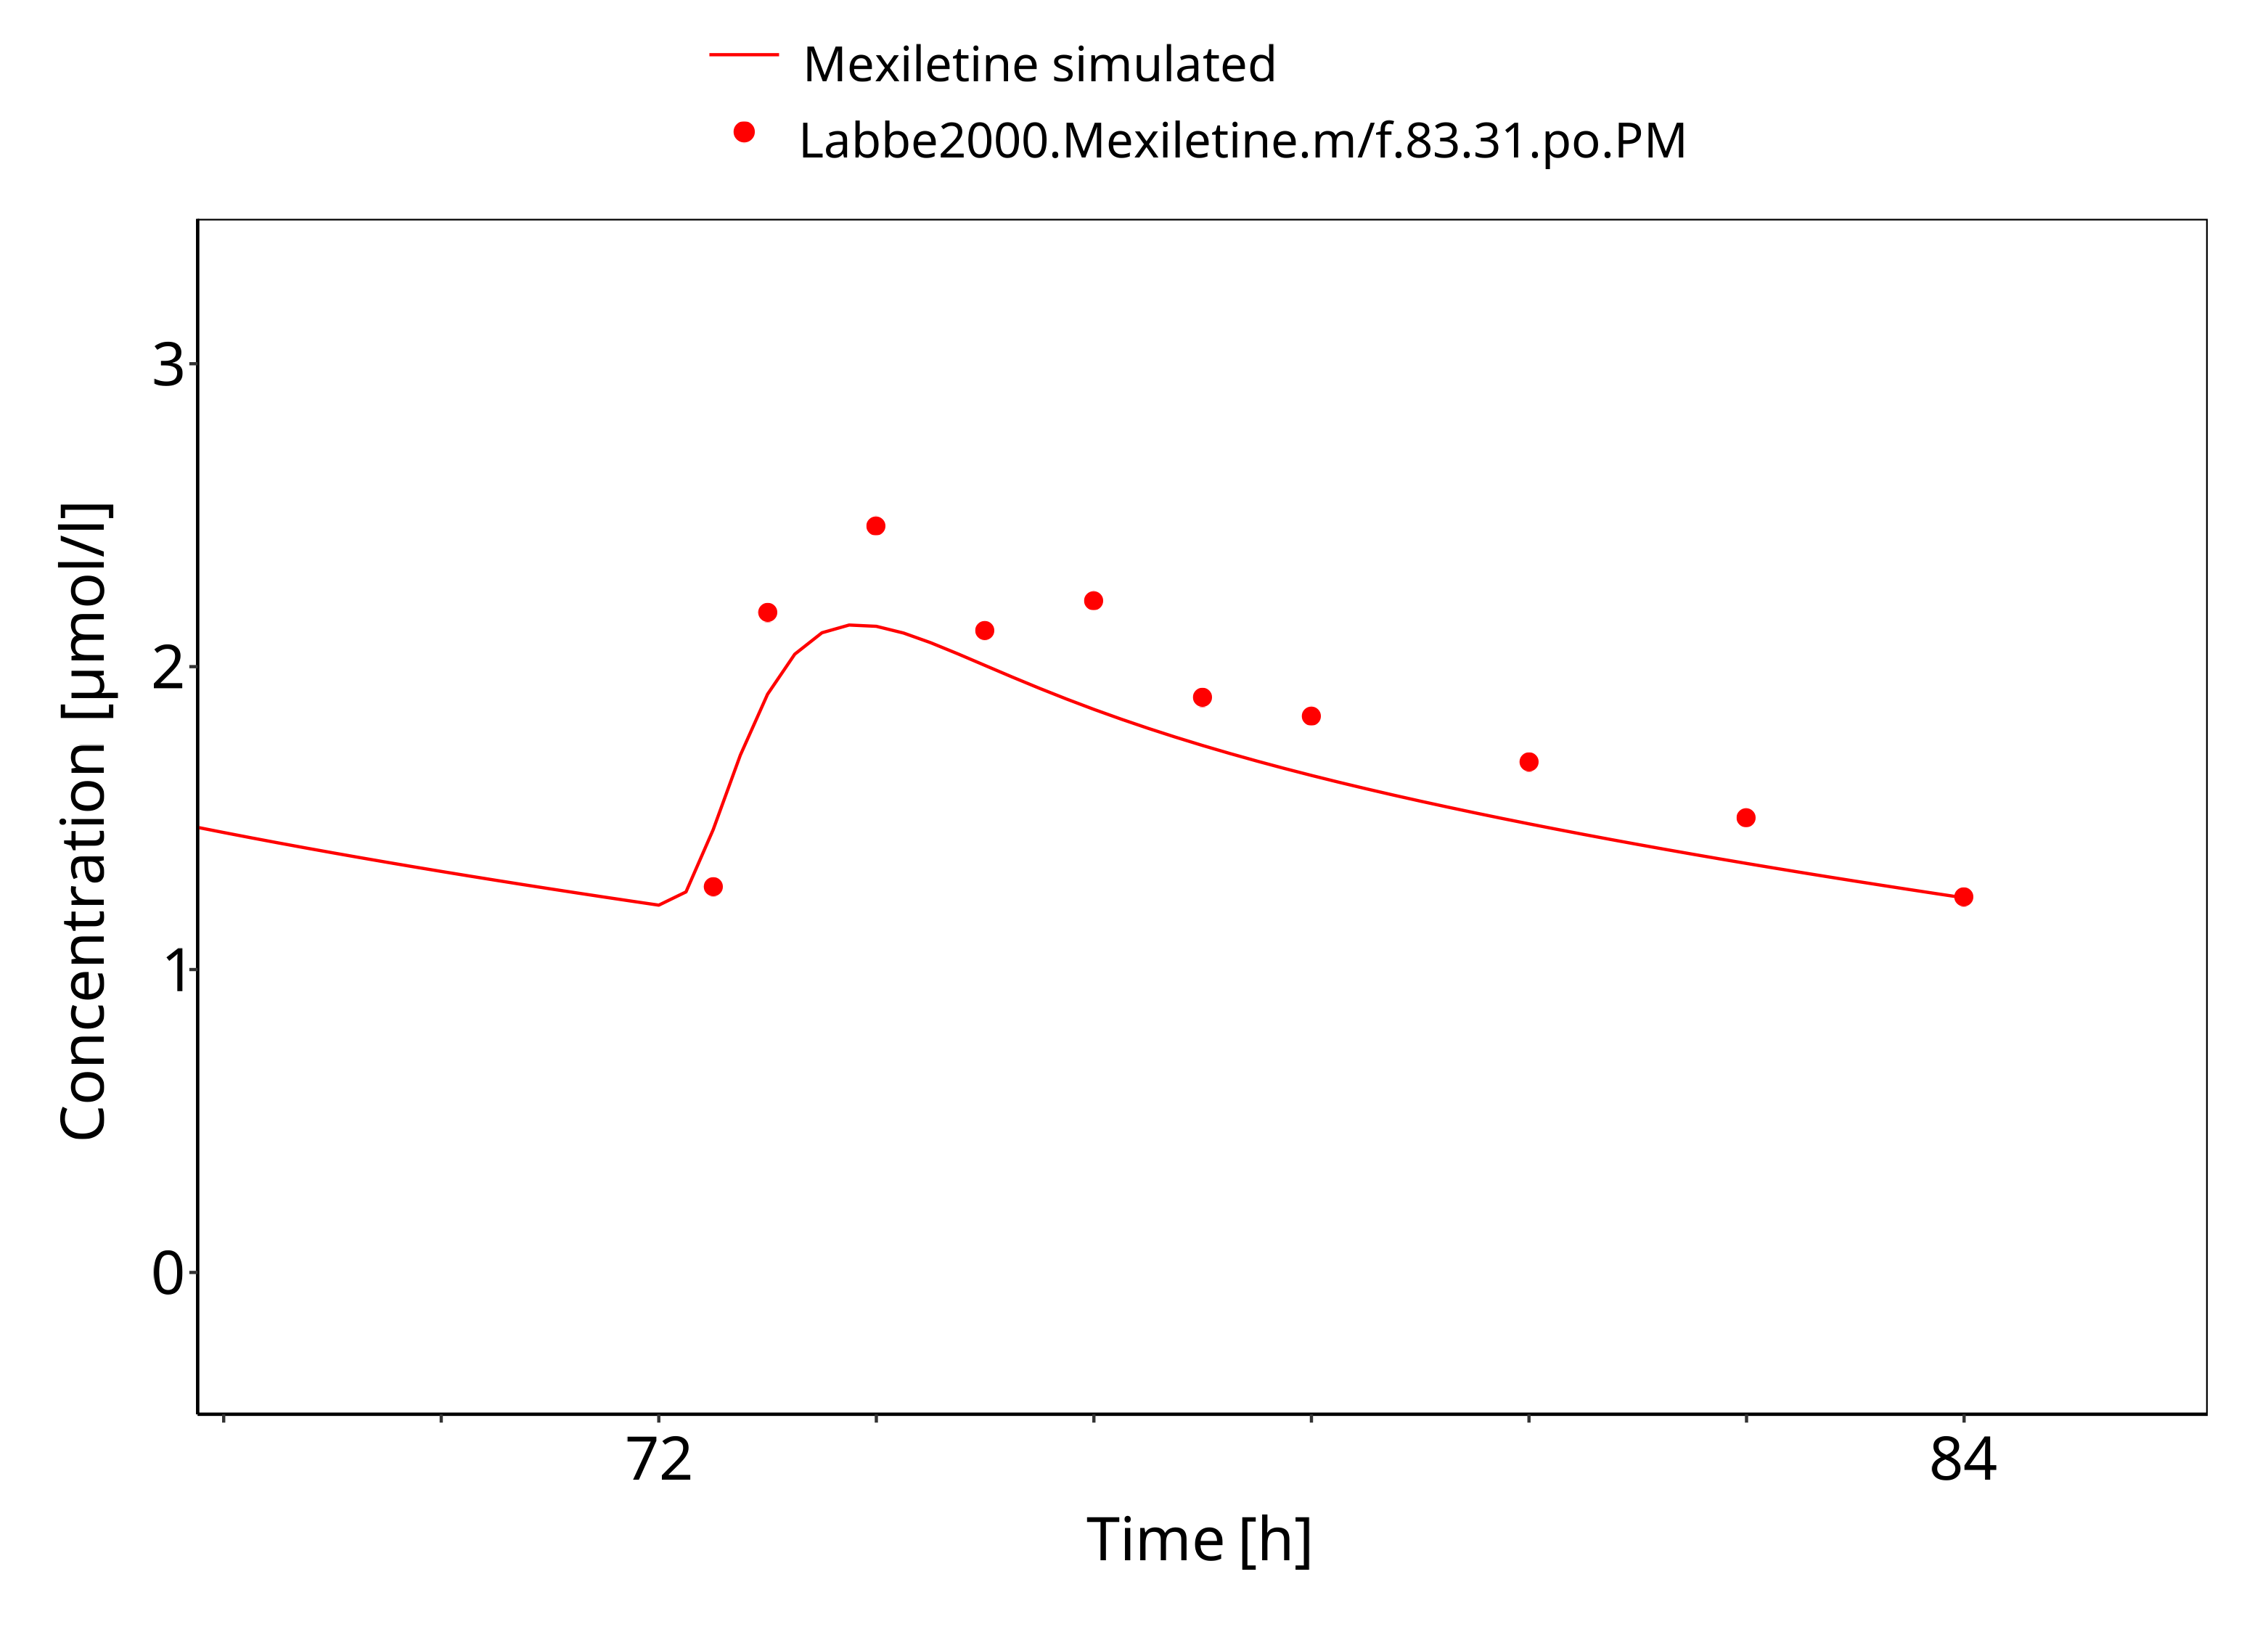 Mexiletine simulated
Labbe2000.Mexiletine.m/f.83.31.po.PM
Concentration [µmol/l]
3
2
1
0
72
84
Time [h]